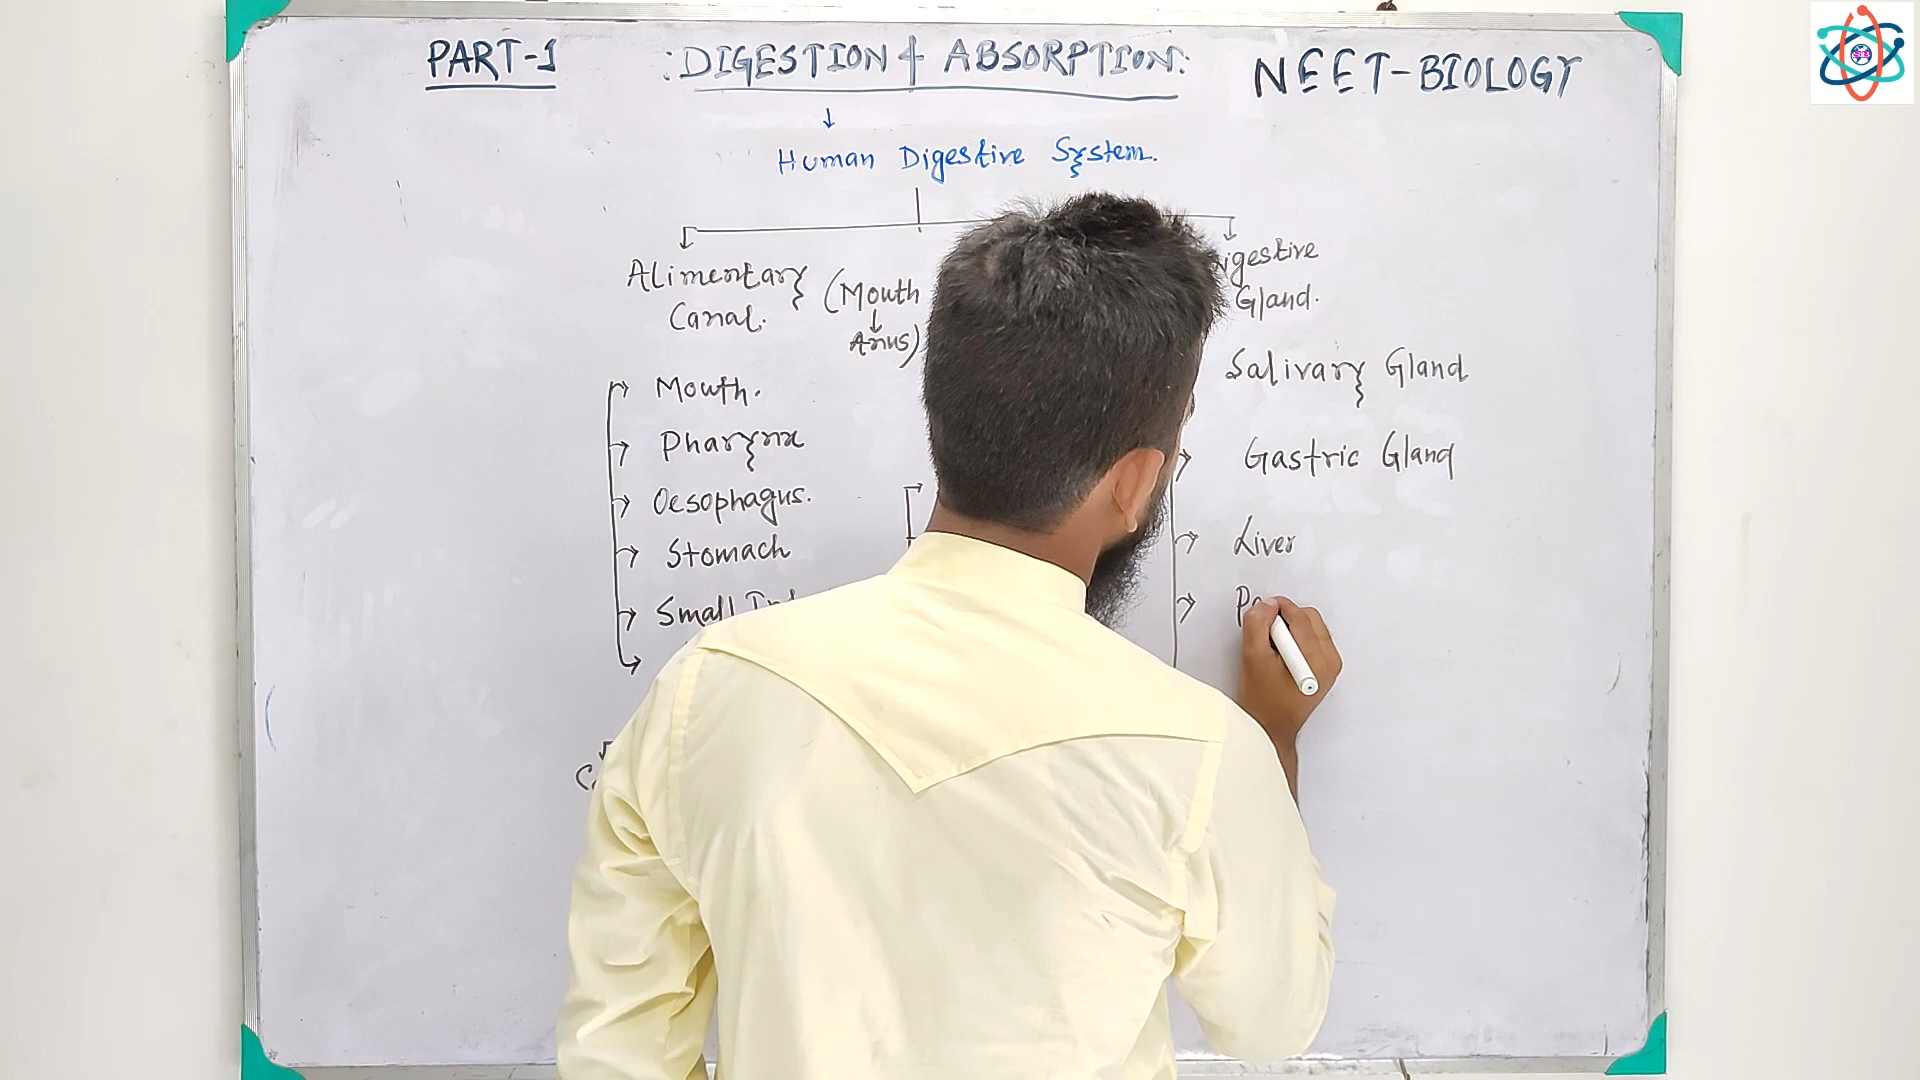 PART-1
:DIGESTION & ABSORPTION:
NEET-BIOLOGY
↓
Human Digestive System.
Alimentary
Canal.
(Mouth
↓
Anus)
→ Mouth.
→ Pharynx
→ Oesophagus.
→ Stomach
→ Small
Gland.
Salivary Gland
→ Gastric Gland
→ Liver